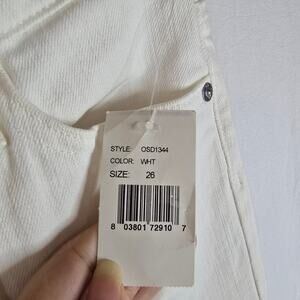 STYLE: OSD1344
COLOR: WHT
SIZE: 26
8 03801 72910 7